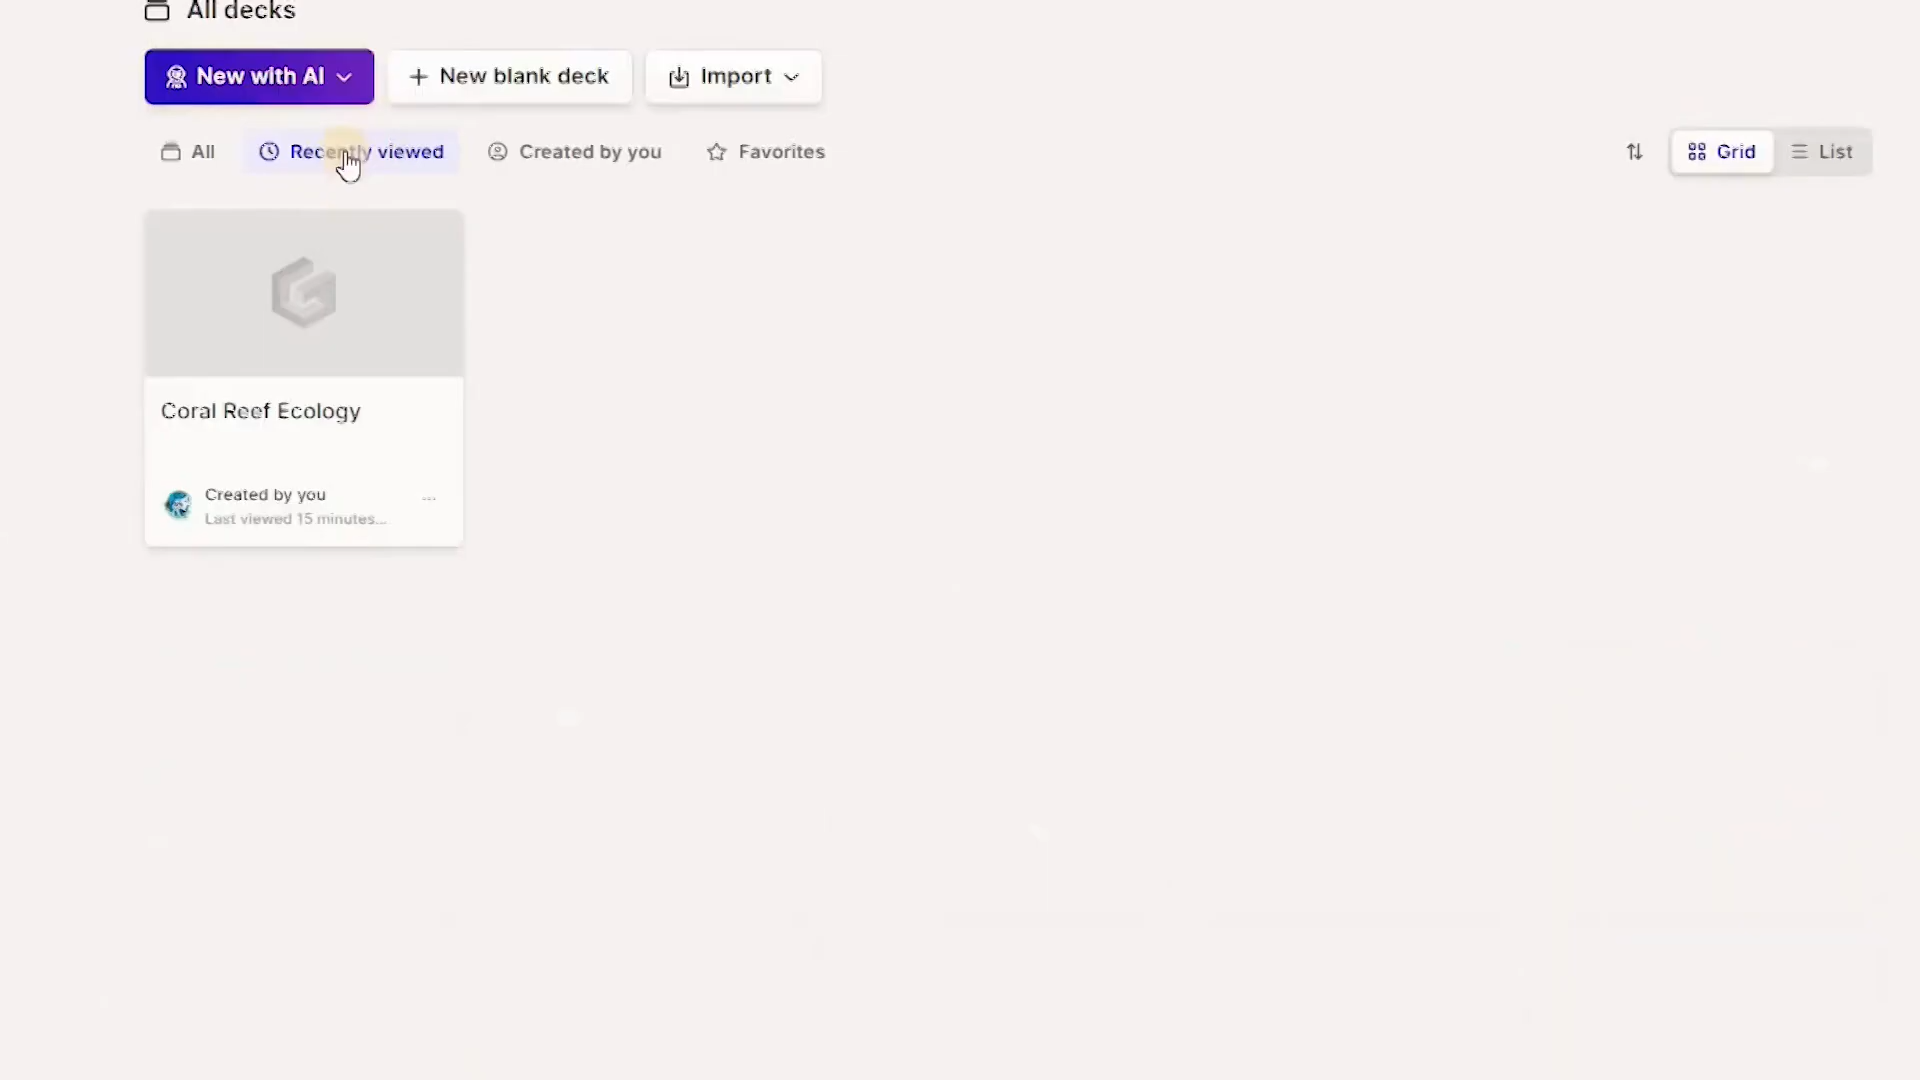 All decks
New with AI
New blank deck
Import
All
Recently viewed
Created by you
Favorites
Grid
List
Coral Reef Ecology
Created by you
Last viewed 15 minutes...